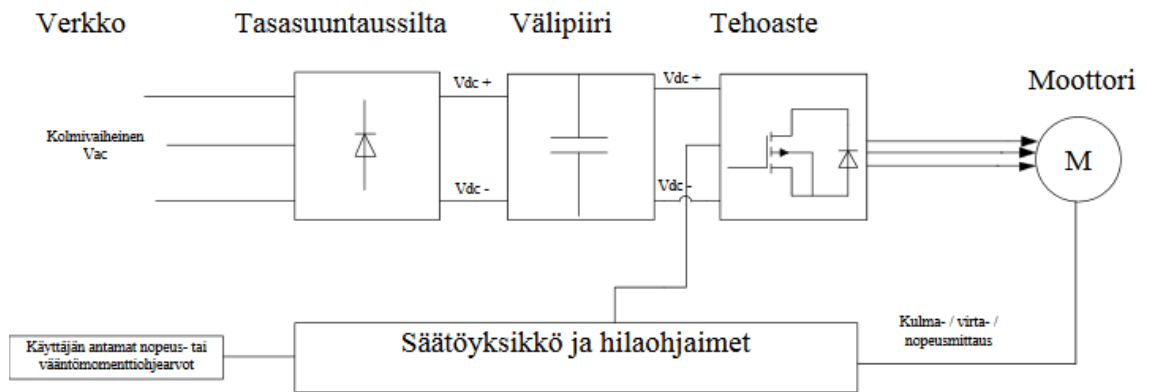 Verkko
Tasasuuntaussilta
Välipiiri
Tehoaste
Moottori
Kolmivaiheinen
Vac
Vdc +
Vdc -
Vdc +
Vdc -
M
Käyttäjän antamat nopeus- tai
vääntömomenttiohjearvot
Säätöyksikkö ja hilaohjaimet
Kulma- / virta- /
nopeusmittaus